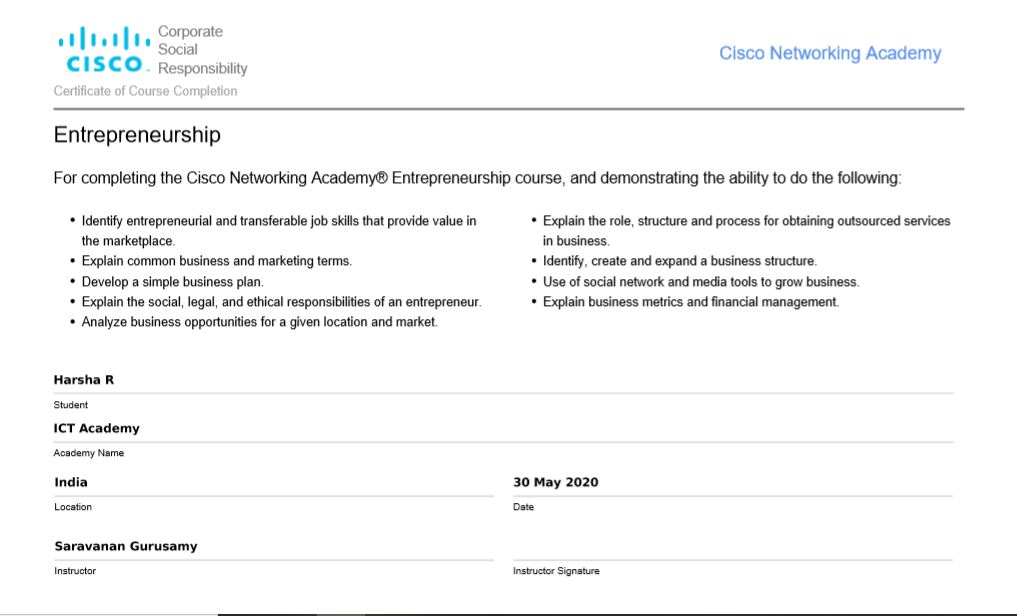 Corporate
Social
CISCO Responsibility
Cisco Networking Academy
Certificate of Course Completion
Entrepreneurship
For completing the Cisco Networking Academy® Entrepreneurship course, and demonstrating the ability to do the following:
• Identify entrepreneurial and transferable job skills that provide value in
the marketplace.
• Explain common business and marketing terms.
• Develop a simple business plan.
• Explain the social, legal, and ethical responsibilities of an entrepreneur.
• Analyze business opportunities for a given location and market.
• Explain the role, structure and process for obtaining outsourced services
in business.
• Identify, create and expand a business structure.
• Use of social network and media tools to grow business.
• Explain business metrics and financial management.
Harsha R
Student
ICT Academy
Academy Name
India
Location
30 May 2020
Date
Saravanan Gurusamy
Instructor
Instructor Signature